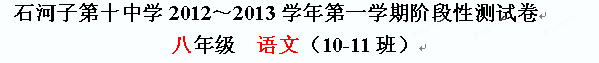 石河子第十中学 2012～2013 学年第一学期阶段性测试卷
八年级 语文（10-11 班）